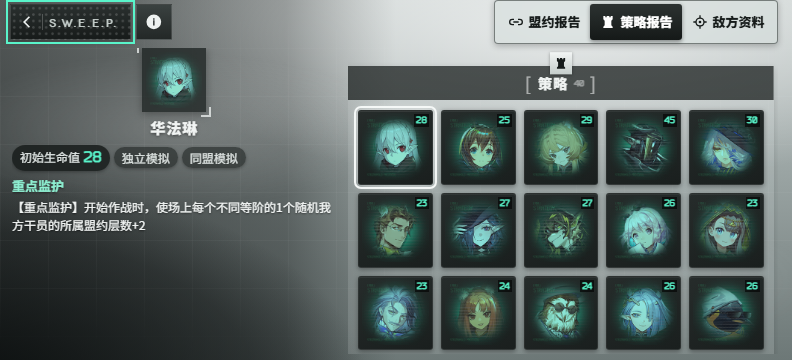 S.W.E.E.P.
盟约报告
策略报告
敌方资料
华法琳
初始生命值 28
独立模拟
同盟模拟
重点监护
【重点监护】开始作战时，使场上每个不同等阶的1个随机我
方干员的所属盟约层数+2
[ 策略 40 ]
28 25 29 45 30
23 27 27 26 23
23 24 24 26 26